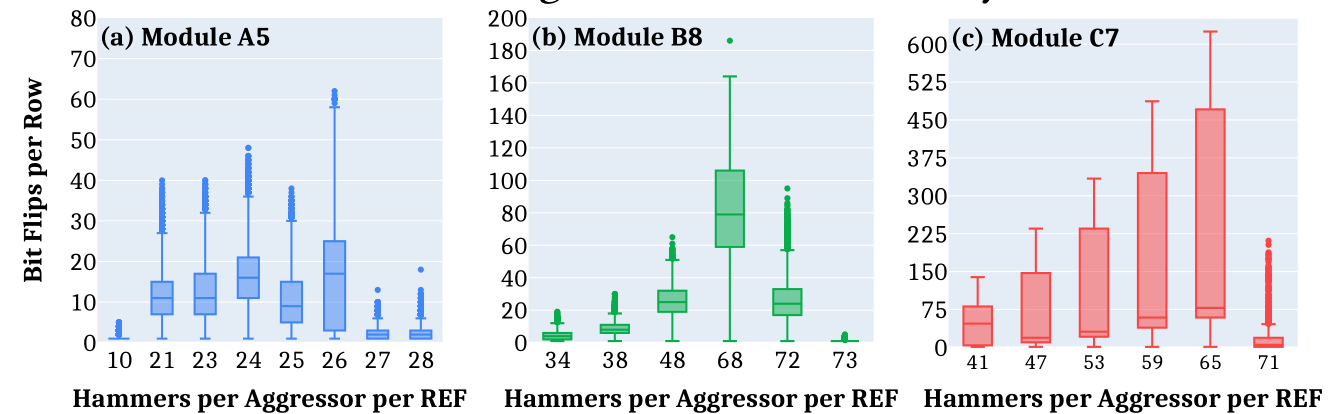 Bit Flips per Row
(a) Module A5
80
70
60
50
40
30
20
10
0
10 21 23 24 25 26 27 28
Hammers per Aggressor per REF
(b) Module B8
200
180
160
140
120
100
80
60
40
20
0
34 38 48 68 72 73
Hammers per Aggressor per REF
(c) Module C7
600
525
450
375
300
225
150
75
0
41 47 53 59 65 71
Hammers per Aggressor per REF